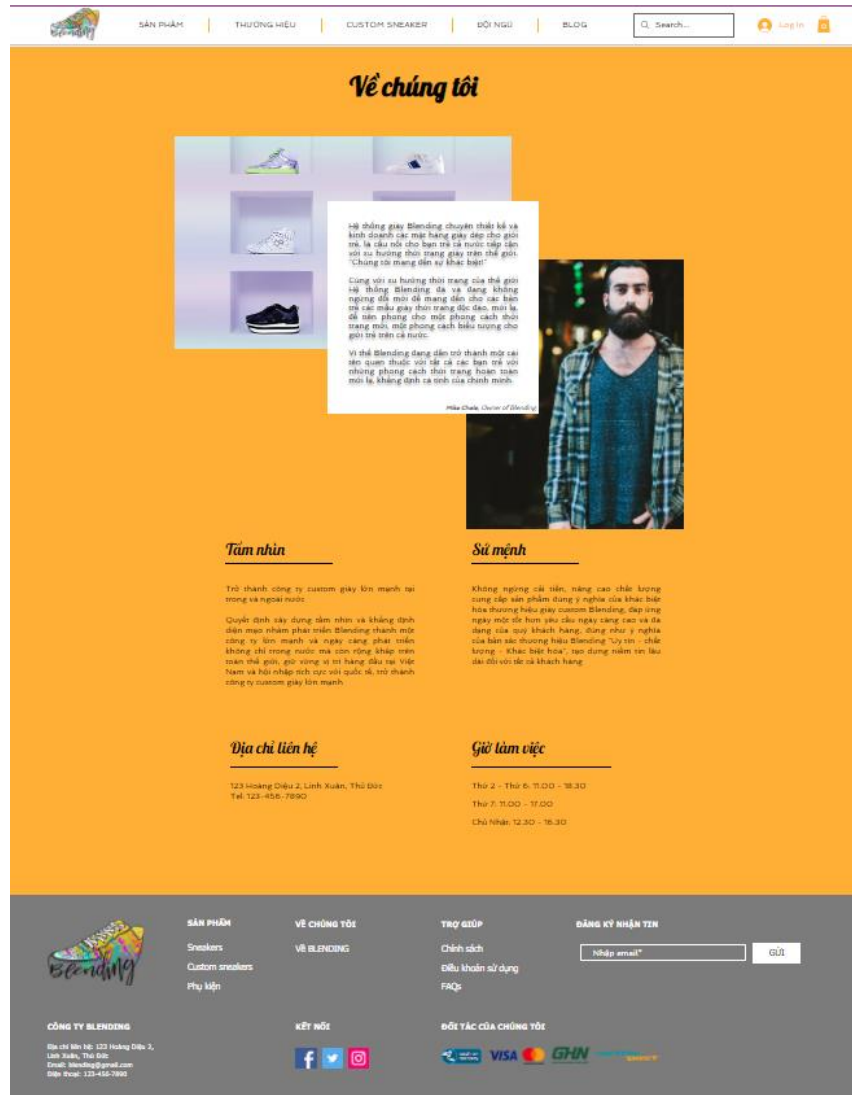 Blending
SẢN PHẨM
THƯƠNG HIỆU
CUSTOM SNEAKER
ĐỘI NGŨ
BLOG
Search...
Log In
0
Về chúng tôi
Hệ thống giày Blending chuyên thiết kế và
kinh doanh các mặt hàng giày dép cho giới
trẻ, là cầu nối cho bạn trẻ cả nước tiếp cận
với xu hướng thời trang giày trên thế giới.
"Chúng tôi mang đến sự khác biệt!"
Cùng với xu hướng thời trang của thế giới
Hệ thống Blending đã và đang không
ngừng đổi mới để mang đến cho các bạn
trẻ các mẫu giày thời trang độc đáo, mới lạ,
để tiên phong cho một phong cách thời
trang mới, một phong cách biểu tượng cho
giới trẻ trên cả nước.
Vì thế Blending đang dần trở thành một cái
tên quen thuộc với tất cả các bạn trẻ với
những phong cách thời trang hoàn toàn
mới lạ, khẳng định cá tính của chính mình.
Mike Chals, Owner of Blending
Tầm nhìn
Trở thành công ty custom giày lớn mạnh tại
trong và ngoài nước
Quyết định xây dựng tầm nhìn và khẳng định
diện mạo nhằm phát triển Blending thành một
công ty lớn mạnh và ngày càng phát triển
không chỉ trong nước mà còn rộng khắp trên
toàn thế giới, giữ vững vị trí hàng đầu tại Việt
Nam và hội nhập tích cực với quốc tế, trở thành
công ty custom giày lớn mạnh.
Sứ mệnh
Không ngừng cải tiến, nâng cao chất lượng
cung cấp sản phẩm đúng ý nghĩa của khác biệt
hóa thương hiệu giày custom Blending, đáp ứng
ngày một tốt hơn yêu cầu ngày càng cao và đa
dạng của quý khách hàng, đúng như ý nghĩa
của bản sắc thương hiệu Blending "Uy tín - chất
lượng - Khác biệt hóa", tạo dựng niềm tin lâu
dài đối với tất cả khách hàng
Địa chỉ liên hệ
123 Hoàng Diệu 2, Linh Xuân, Thủ Đức
Tel: 123-456-7890
Giờ làm việc
Thứ 2 - Thứ 6: 11.00 - 18.30
Thứ 7: 11.00 - 17.00
Chủ Nhật: 12.30 - 16.30
Blending
SẢN PHẨM
Sneakers
Custom sneakers
Phụ kiện
VỀ CHÚNG TÔI
Về BLENDING
TRỢ GIÚP
Chính sách
Điều khoản sử dụng
FAQs
ĐĂNG KÝ NHẬN TIN
Nhập email*
GỬI
CÔNG TY BLENDING
Địa chỉ liên hệ: 123 Hoàng Diệu 2,
Linh Xuân, Thủ Đức
Email: blending@gmail.com
Điện thoại: 123-456-7890
KẾT NỐI
ĐỐI TÁC CỦA CHÚNG TÔI
VISA
GHN